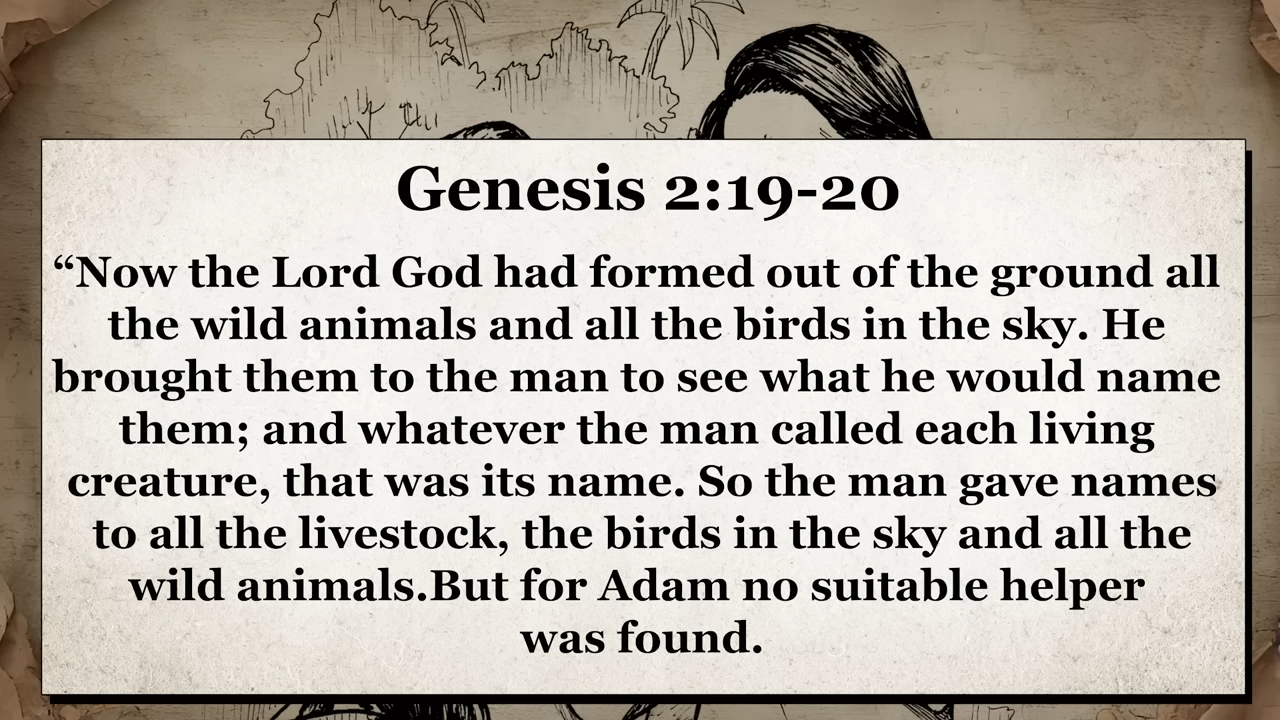 Genesis 2:19-20
“Now the Lord God had formed out of the ground all
the wild animals and all the birds in the sky. He
brought them to the man to see what he would name
them; and whatever the man called each living
creature, that was its name. So the man gave names
to all the livestock, the birds in the sky and all the
wild animals.But for Adam no suitable helper
was found.